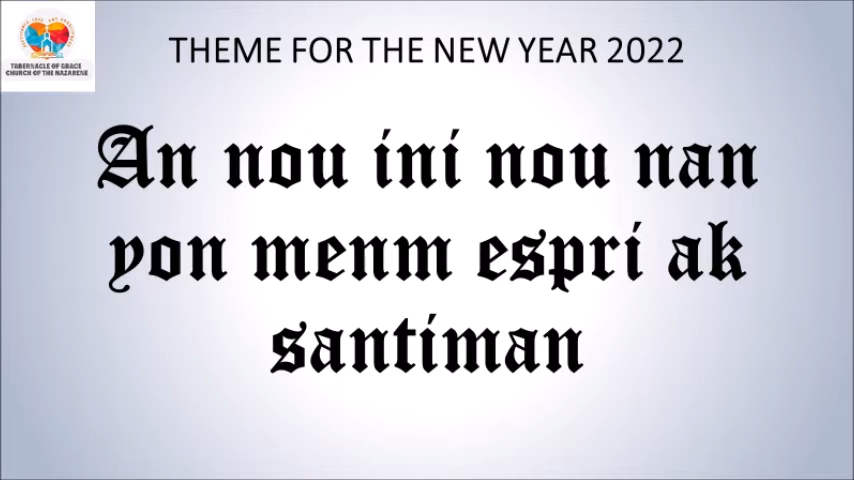 TABERNACLE OF GRACE
CHURCH OF THE NAZARENE
THEME FOR THE NEW YEAR 2022
An nou ini nou nan
yon menm espri ak
santiman